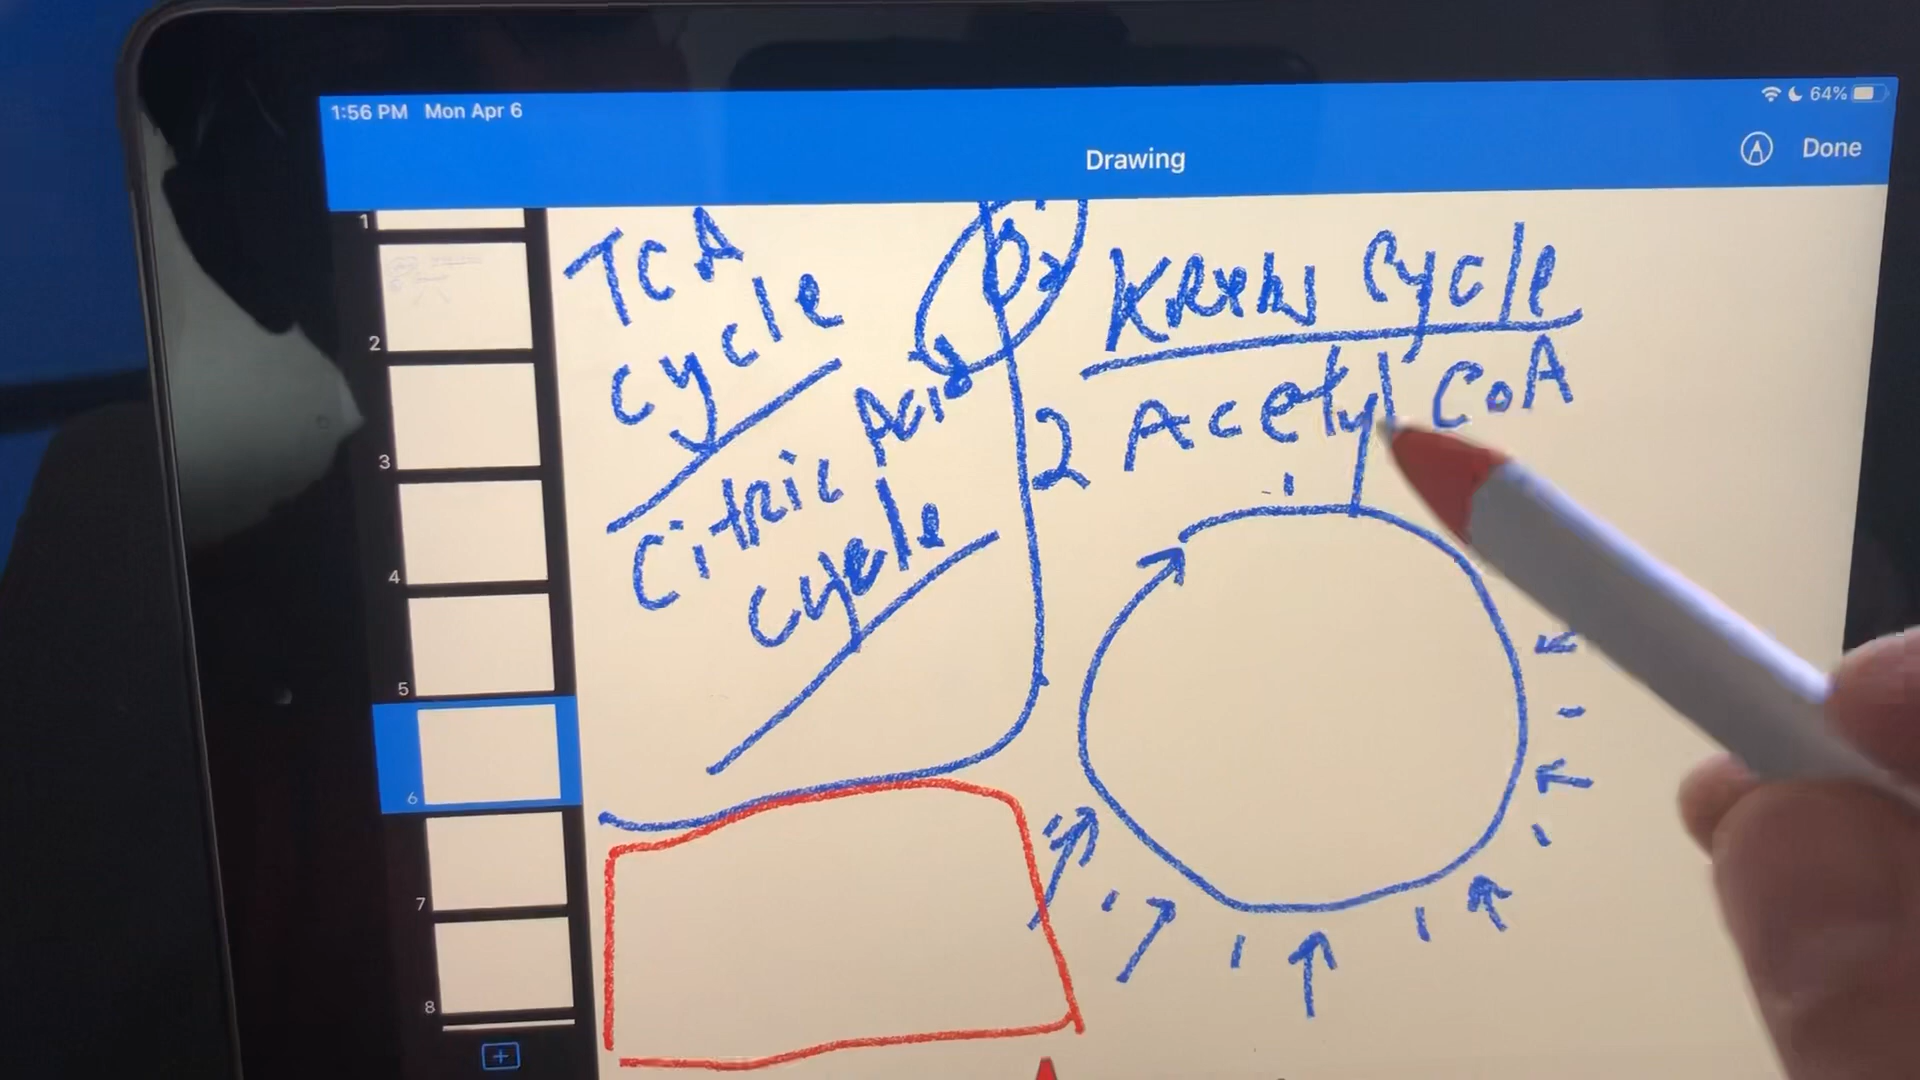 1:56 PM Mon Apr 6
64%
Drawing
Done
1
2
3
4
5
6
7
8
TCA
Cycle
Citric Acid
Cycle
O2
Krebs Cycle
2 Acetyl CoA